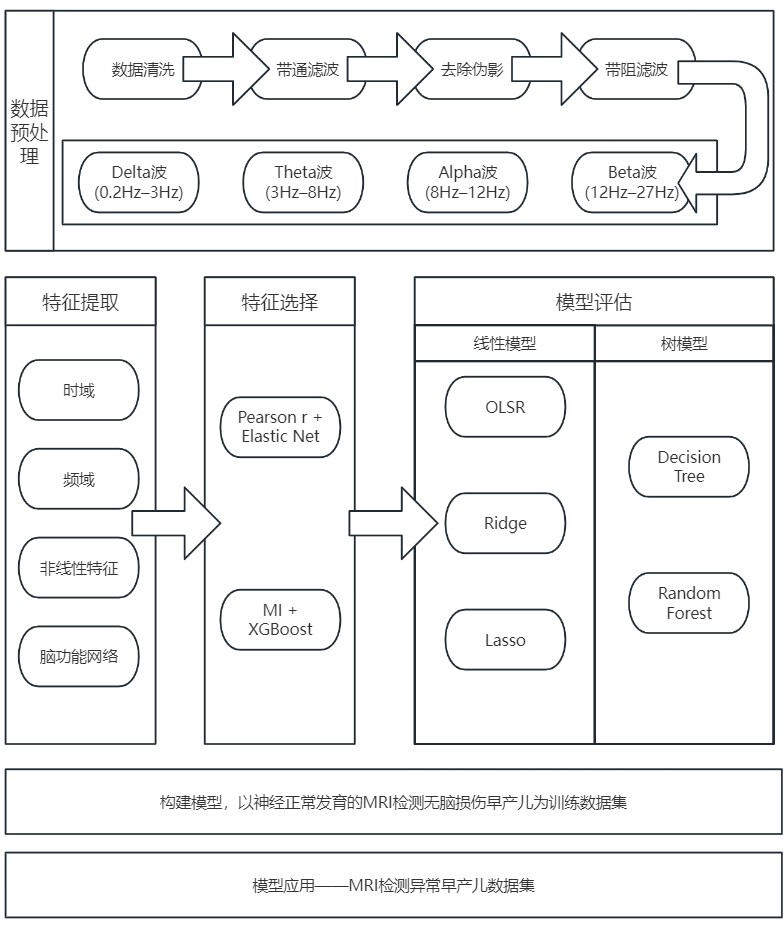 数据
预处
理
数据清洗
带通滤波
去除伪影
带阻滤波
Delta波
(0.2Hz–3Hz)
Theta波
(3Hz–8Hz)
Alpha波
(8Hz–12Hz)
Beta波
(12Hz–27Hz)
特征提取
时域
频域
非线性特征
脑功能网络
特征选择
Pearson r +
Elastic Net
MI +
XGBoost
模型评估
线性模型
OLSR
Ridge
Lasso
树模型
Decision
Tree
Random
Forest
构建模型，以神经正常发育的MRI检测无脑损伤早产儿为训练数据集
模型应用——MRI检测异常早产儿数据集